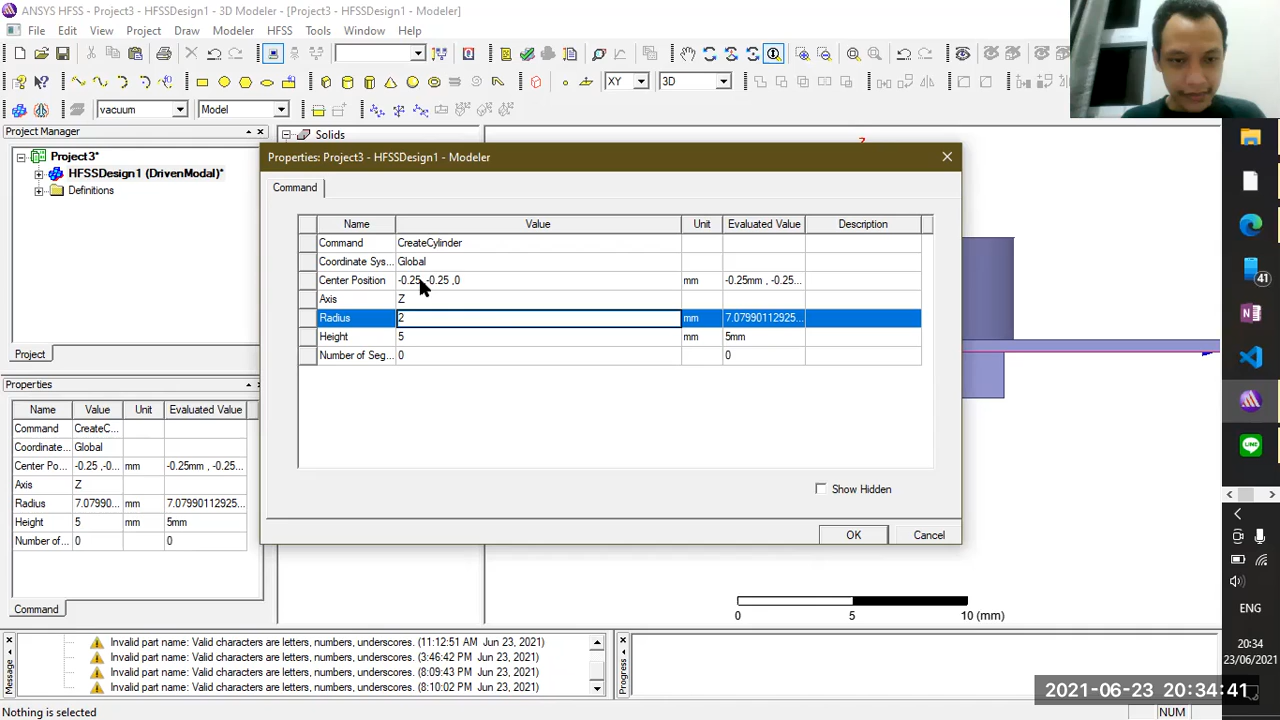 ANSYS HFSS - Project3 - HFSSDesign1 - 3D Modeler - [Project3 - HFSSDesign1 - Modeler]
File Edit View Project Draw Modeler HFSS Tools Window Help
XY 3D
vacuum Model
Project Manager
Project3*
HFSSDesign1 (DrivenModal)*
Definitions
Project
Solids
Z
Properties: Project3 - HFSSDesign1 - Modeler
Command
Name Value Unit Evaluated Value Description
Command CreateCylinder
Coordinate Sys... Global
Center Position -0.25 ,-0.25 ,0 mm -0.25mm , -0.25...
Axis Z
Radius 2 mm 7.07990112925...
Height 5 mm 5mm
Number of Seg... 0 0
Show Hidden
OK Cancel
Properties
Name Value Unit Evaluated Value
Command CreateC...
Coordinate... Global
Center Po... -0.25 ,-0... mm -0.25mm , -0.25...
Axis Z
Radius 7.07990... mm 7.07990112925...
Height 5 mm 5mm
Number of... 0 0
Command
0 5 10 (mm)
Message
Invalid part name: Valid characters are letters, numbers, underscores. (11:12:51 AM Jun 23, 2021)
Invalid part name: Valid characters are letters, numbers, underscores. (3:46:42 PM Jun 23, 2021)
Invalid part name: Valid characters are letters, numbers, underscores. (8:09:43 PM Jun 23, 2021)
Invalid part name: Valid characters are letters, numbers, underscores. (8:10:02 PM Jun 23, 2021)
Progress
Nothing is selected
NUM
41
LINE
ENG
20:34
23/06/2021
2021-06-23 20:34:41